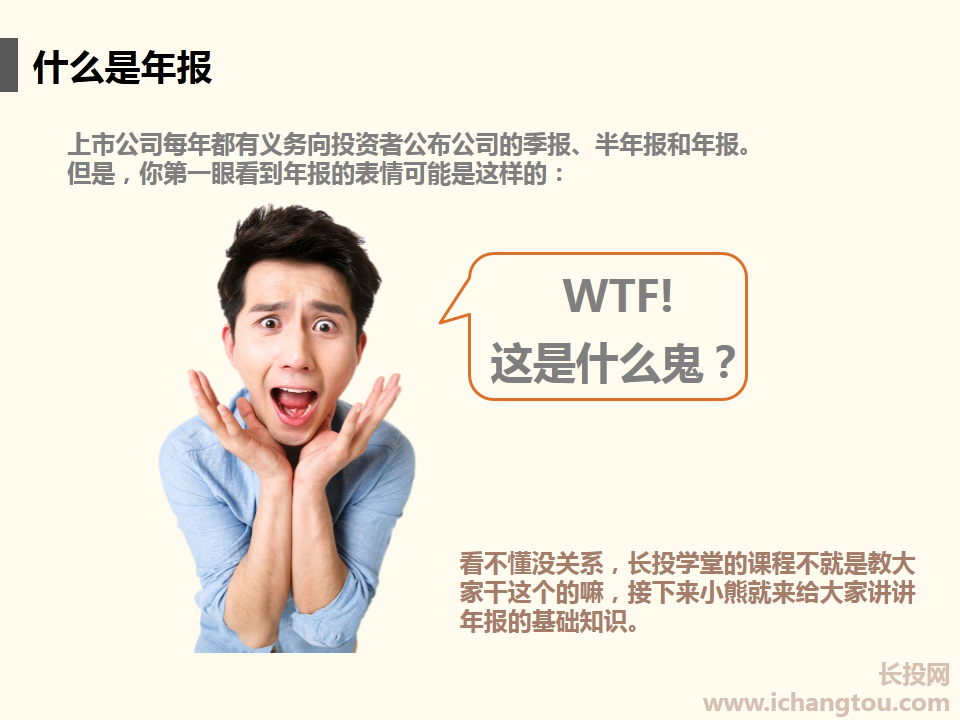 什么是年报
上市公司每年都有义务向投资者公布公司的季报、半年报和年报。
但是，你第一眼看到年报的表情可能是这样的：
WTF!
这是什么鬼？
看不懂没关系，长投学堂的课程不就是教大
家干这个的嘛，接下来小熊就来给大家讲讲
年报的基础知识。
长投网
www.ichangtou.com